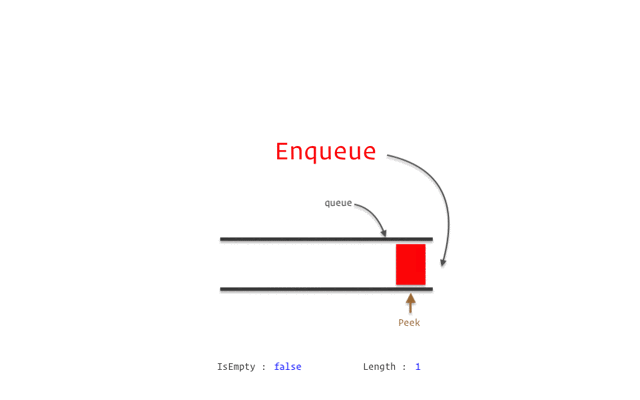 Enqueue
queue
Peek
IsEmpty : false Length : 1